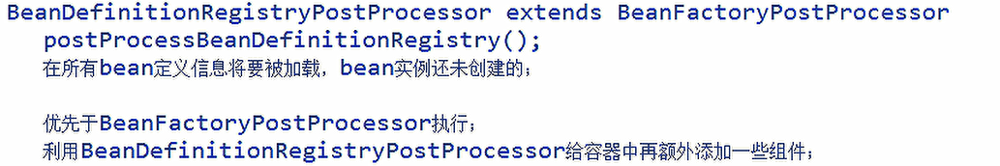 BeanDefinitionRegistryPostProcessor extends BeanFactoryPostProcessor
postProcessBeanDefinitionRegistry();
在所有bean定义信息将要被加载，bean实例还未创建的；
优先于BeanFactoryPostProcessor执行；
利用BeanDefinitionRegistryPostProcessor给容器中再额外添加一些组件；